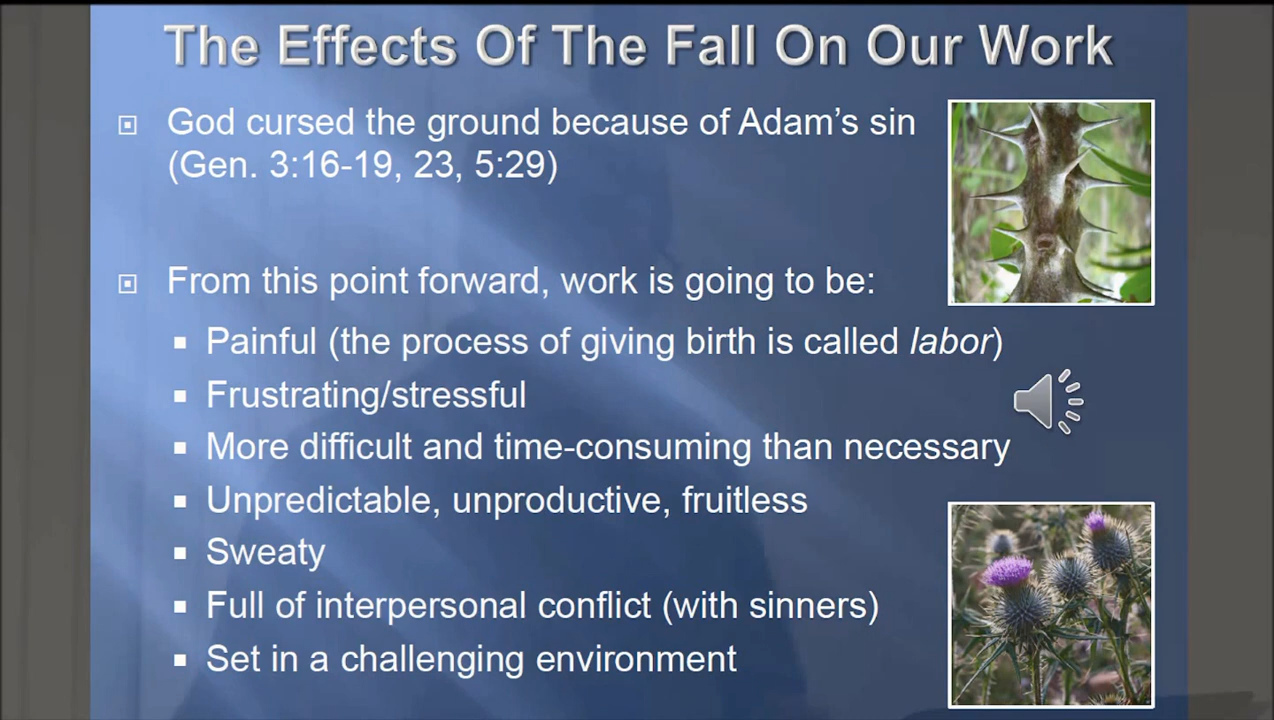 The Effects Of The Fall On Our Work
God cursed the ground because of Adam's sin
(Gen. 3:16-19, 23, 5:29)
From this point forward, work is going to be:
Painful (the process of giving birth is called labor)
Frustrating/stressful
More difficult and time-consuming than necessary
Unpredictable, unproductive, fruitless
Sweaty
Full of interpersonal conflict (with sinners)
Set in a challenging environment